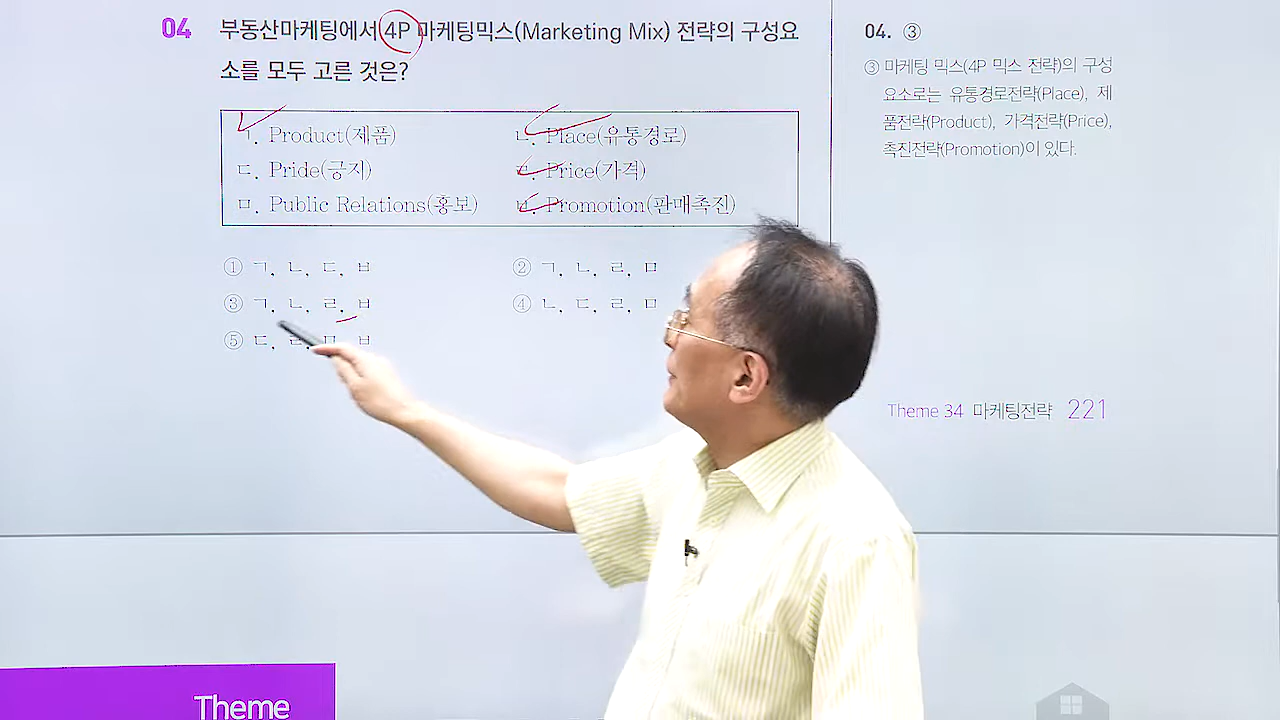 04 부동산마케팅에서 4P 마케팅믹스(Marketing Mix) 전략의 구성요
소를 모두 고른 것은?
ㄱ. Product(제품) ㄴ. Place(유통경로)
ㄷ. Pride(긍지) ㄹ. Price(가격)
ㅁ. Public Relations(홍보) ㅂ. Promotion(판매촉진)
① ㄱ, ㄴ, ㄷ, ㅂ ② ㄱ, ㄴ, ㄹ, ㅁ
③ ㄱ, ㄴ, ㄹ, ㅂ ④ ㄴ, ㄷ, ㄹ, ㅁ
⑤ ㄷ, ㄹ, ㅁ, ㅂ
04. ③
③ 마케팅 믹스(4P 믹스 전략)의 구성
요소로는 유통경로전략(Place), 제
품전략(Product), 가격전략(Price),
촉진전략(Promotion)이 있다.
Theme 34 마케팅전략 221
Theme